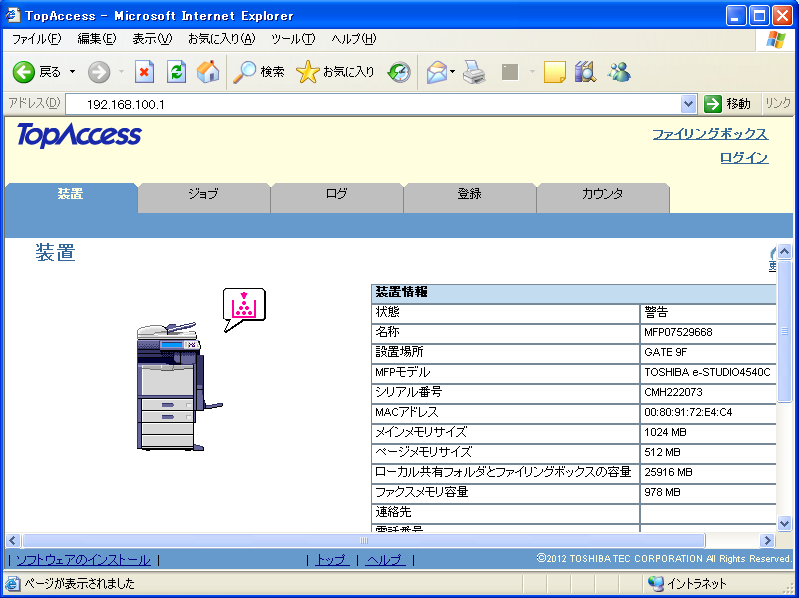 TopAccess - Microsoft Internet Explorer
ファイル(F) 編集(E) 表示(V) お気に入り(A) ツール(T) ヘルプ(H)
戻る 検索 お気に入り
アドレス(D) 192.168.100.1 移動 リンク
TopAccess
ファイリングボックス
ログイン
装置 ジョブ ログ 登録 カウンタ
装置
装置情報
状態 警告
名称 MFP07529668
設置場所 GATE 9F
MFPモデル TOSHIBA e-STUDIO4540C
シリアル番号 CMH222073
MACアドレス 00:80:91:72:E4:C4
メインメモリサイズ 1024 MB
ページメモリサイズ 512 MB
ローカル共有フォルダとファイリングボックスの容量 25916 MB
ファクスメモリ容量 978 MB
連絡先
電話番号
| ソフトウェアのインストール | | トップ | ヘルプ | ©2012 TOSHIBA TEC CORPORATION All Rights Reserved.
ページが表示されました イントラネット